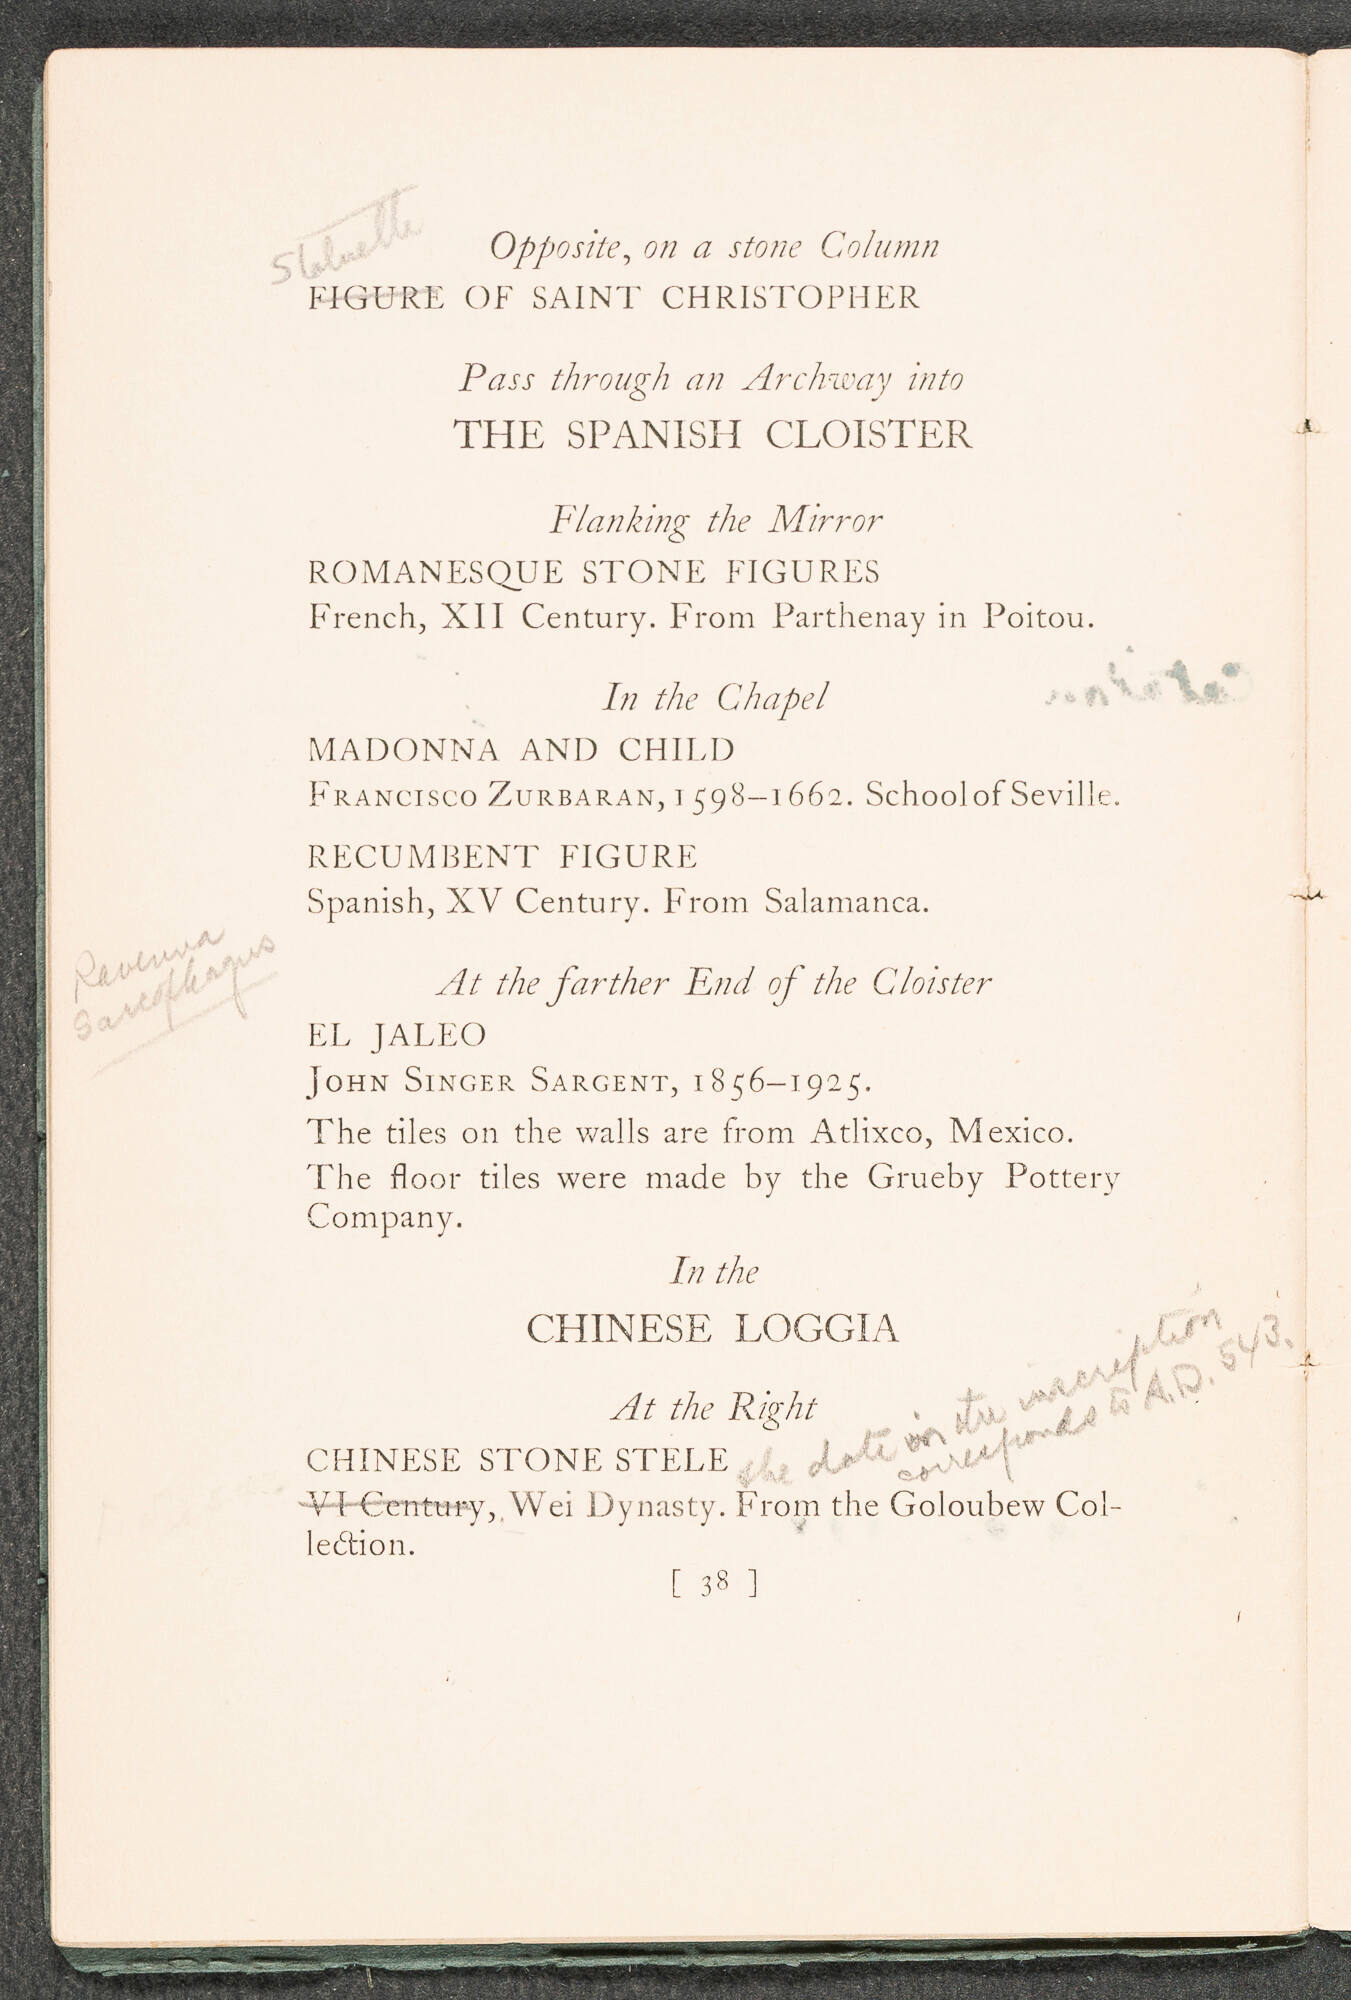 Statuette
Opposite, on a stone Column
FIGURE OF SAINT CHRISTOPHER
Pass through an Archway into
THE SPANISH CLOISTER
Flanking the Mirror
ROMANESQUE STONE FIGURES
French, XII Century. From Parthenay in Poitou.
In the Chapel
MADONNA AND CHILD
FRANCISCO ZURBARAN, 1598–1662. School of Seville.
RECUMBENT FIGURE
Spanish, XV Century. From Salamanca.
Ravenna
Sarcophagus
At the farther End of the Cloister
EL JALEO
JOHN SINGER SARGENT, 1856–1925.
The tiles on the walls are from Atlixco, Mexico.
The floor tiles were made by the Grueby Pottery
Company.
In the
CHINESE LOGGIA
At the Right
CHINESE STONE STELE
the date in the inscription
corresponds to A.D. 543.
VI Century, Wei Dynasty. From the Goloubew Col-
lection.
[ 38 ]